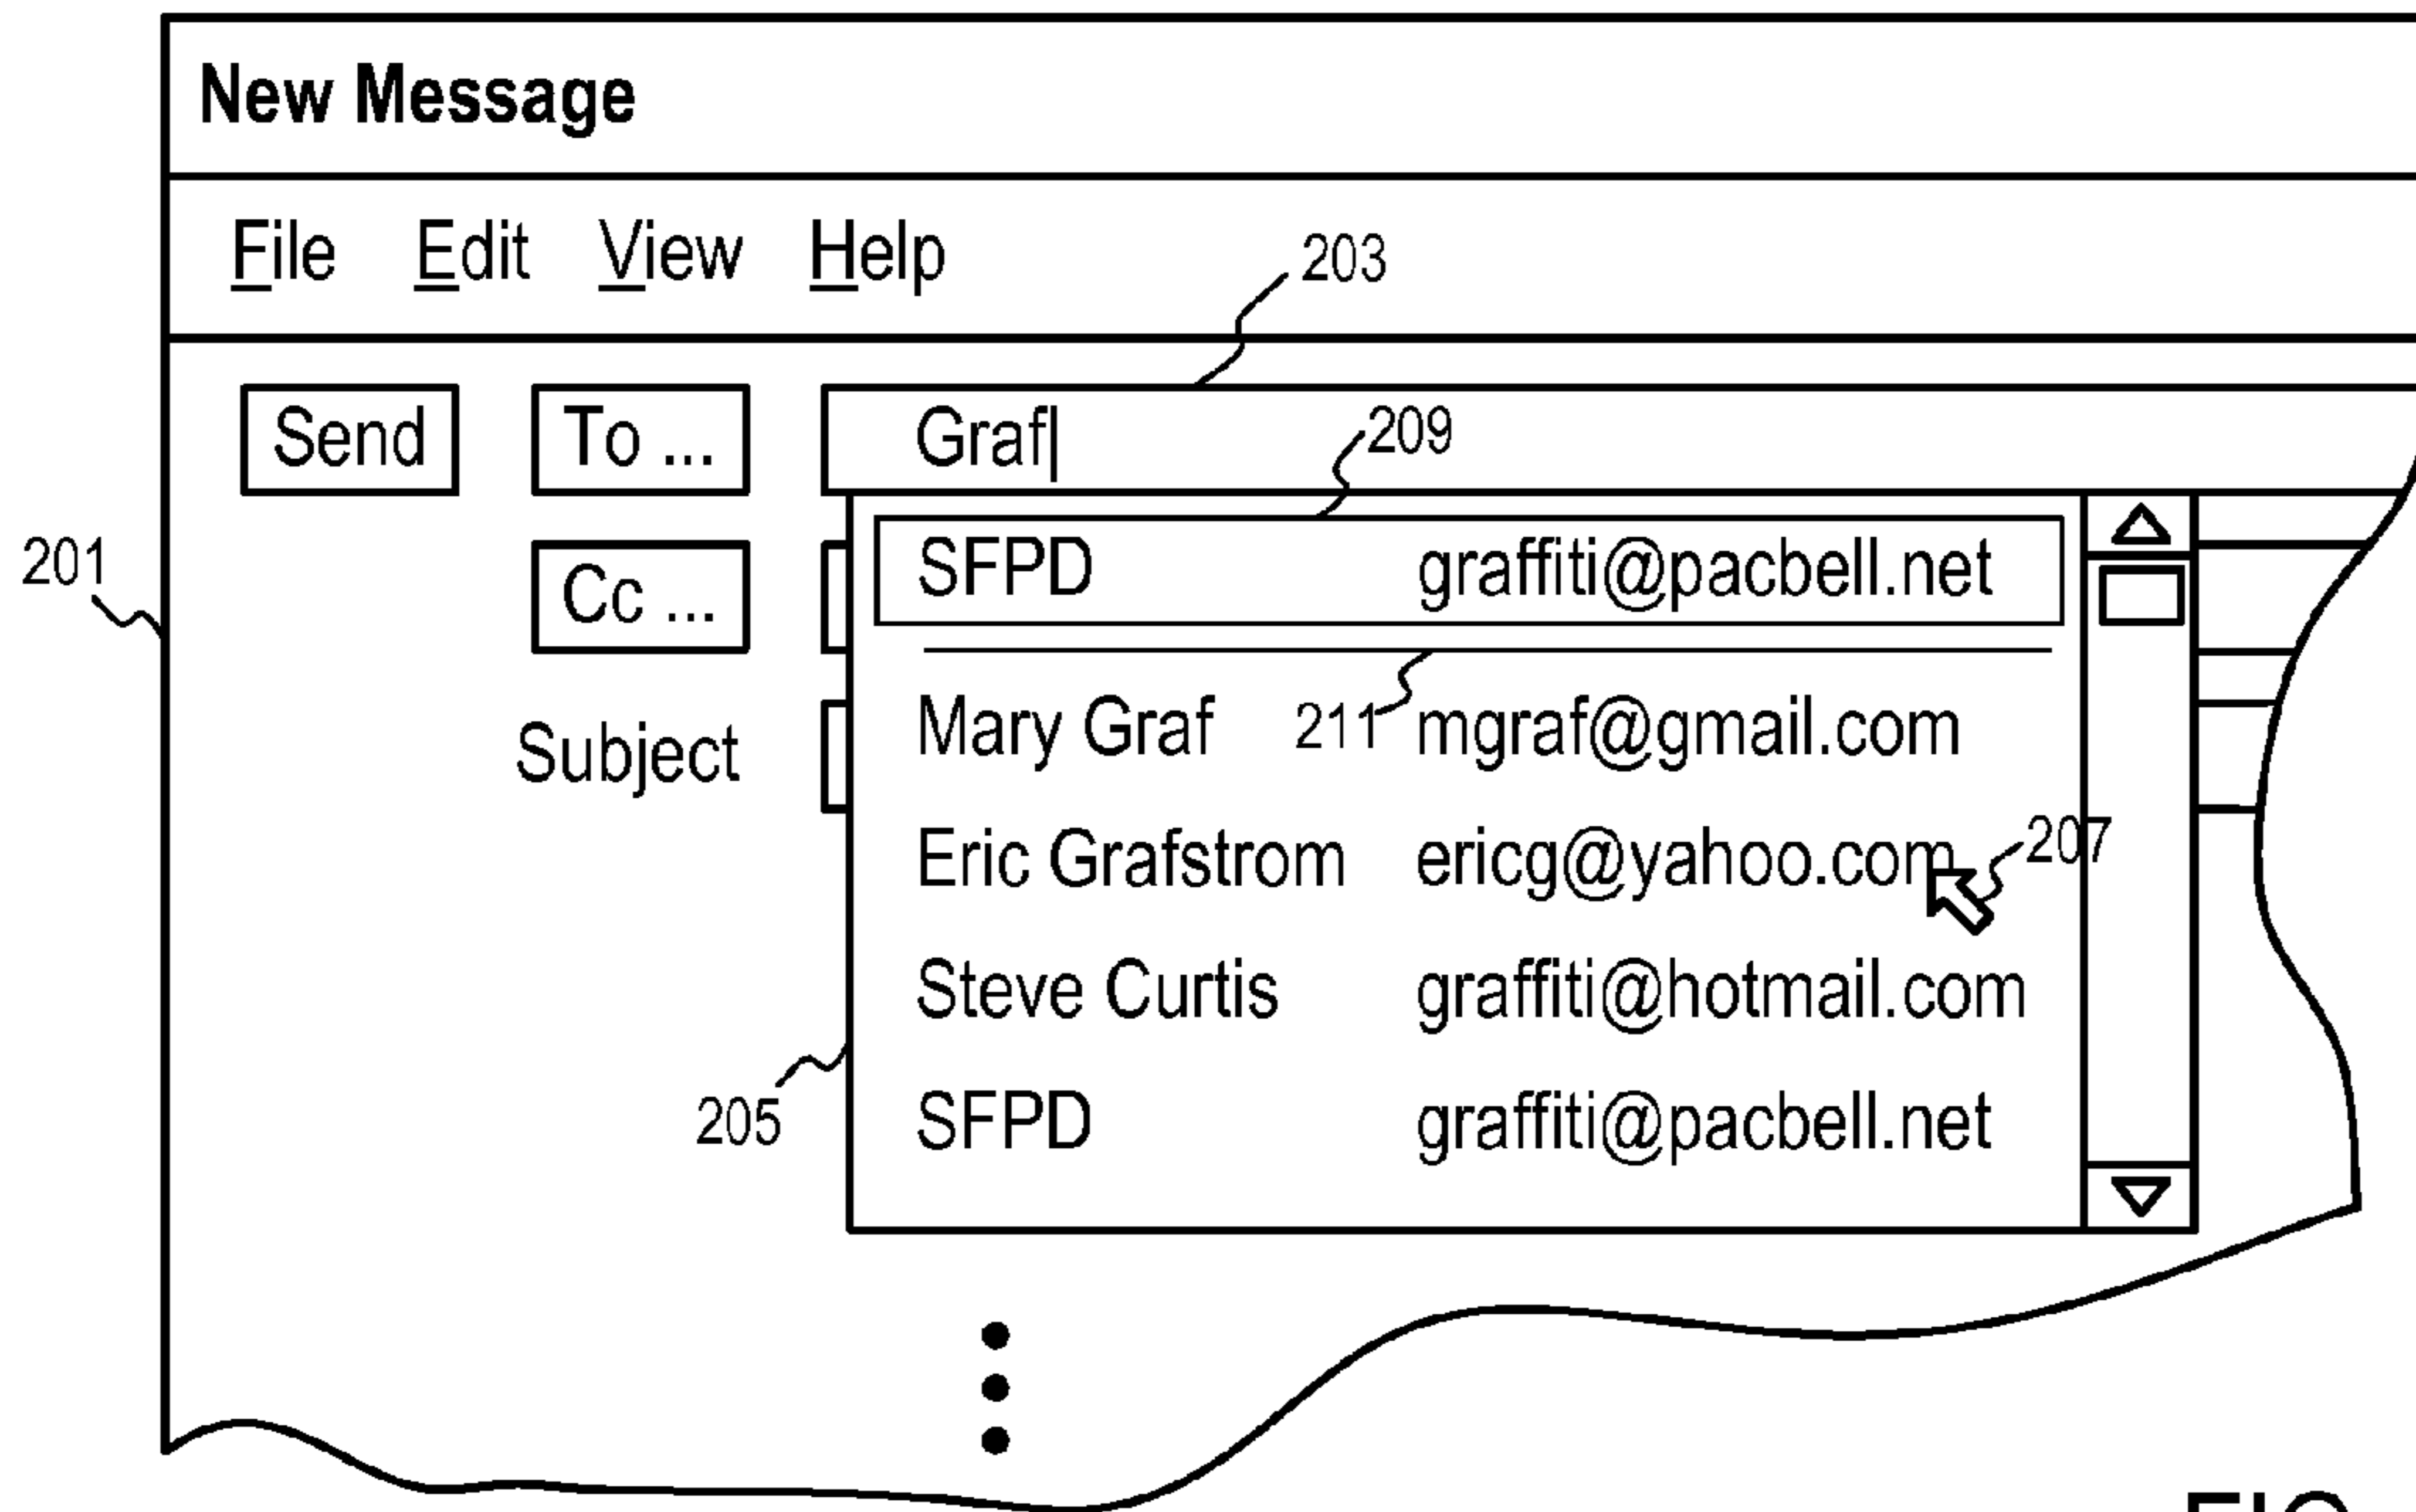 New Message
File Edit View Help
203
Send To ... Graf
209
SFPD graffiti@pacbell.net
201
Cc ...
Mary Graf 211 mgraf@gmail.com
Subject
Eric Grafstrom ericg@yahoo.com 207
Steve Curtis graffiti@hotmail.com
205
SFPD graffiti@pacbell.net